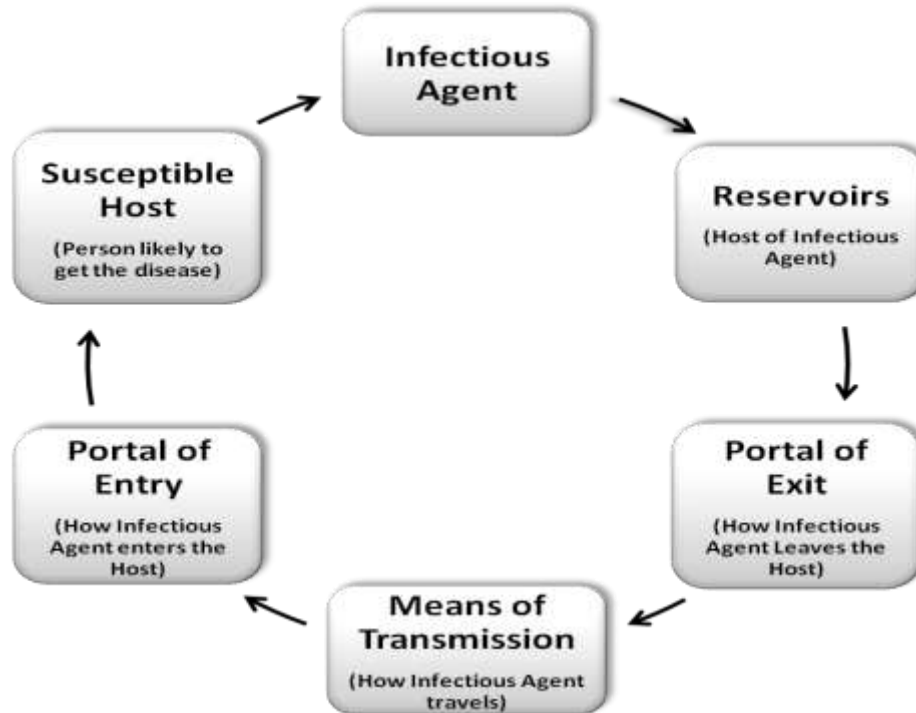 Infectious
Agent
Reservoirs
(Host of Infectious
Agent)
Portal of
Exit
(How Infectious
Agent Leaves the
Host)
Means of
Transmission
(How Infectious Agent
travels)
Portal of
Entry
(How Infectious
Agent enters the
Host)
Susceptible
Host
(Person likely to
get the disease)